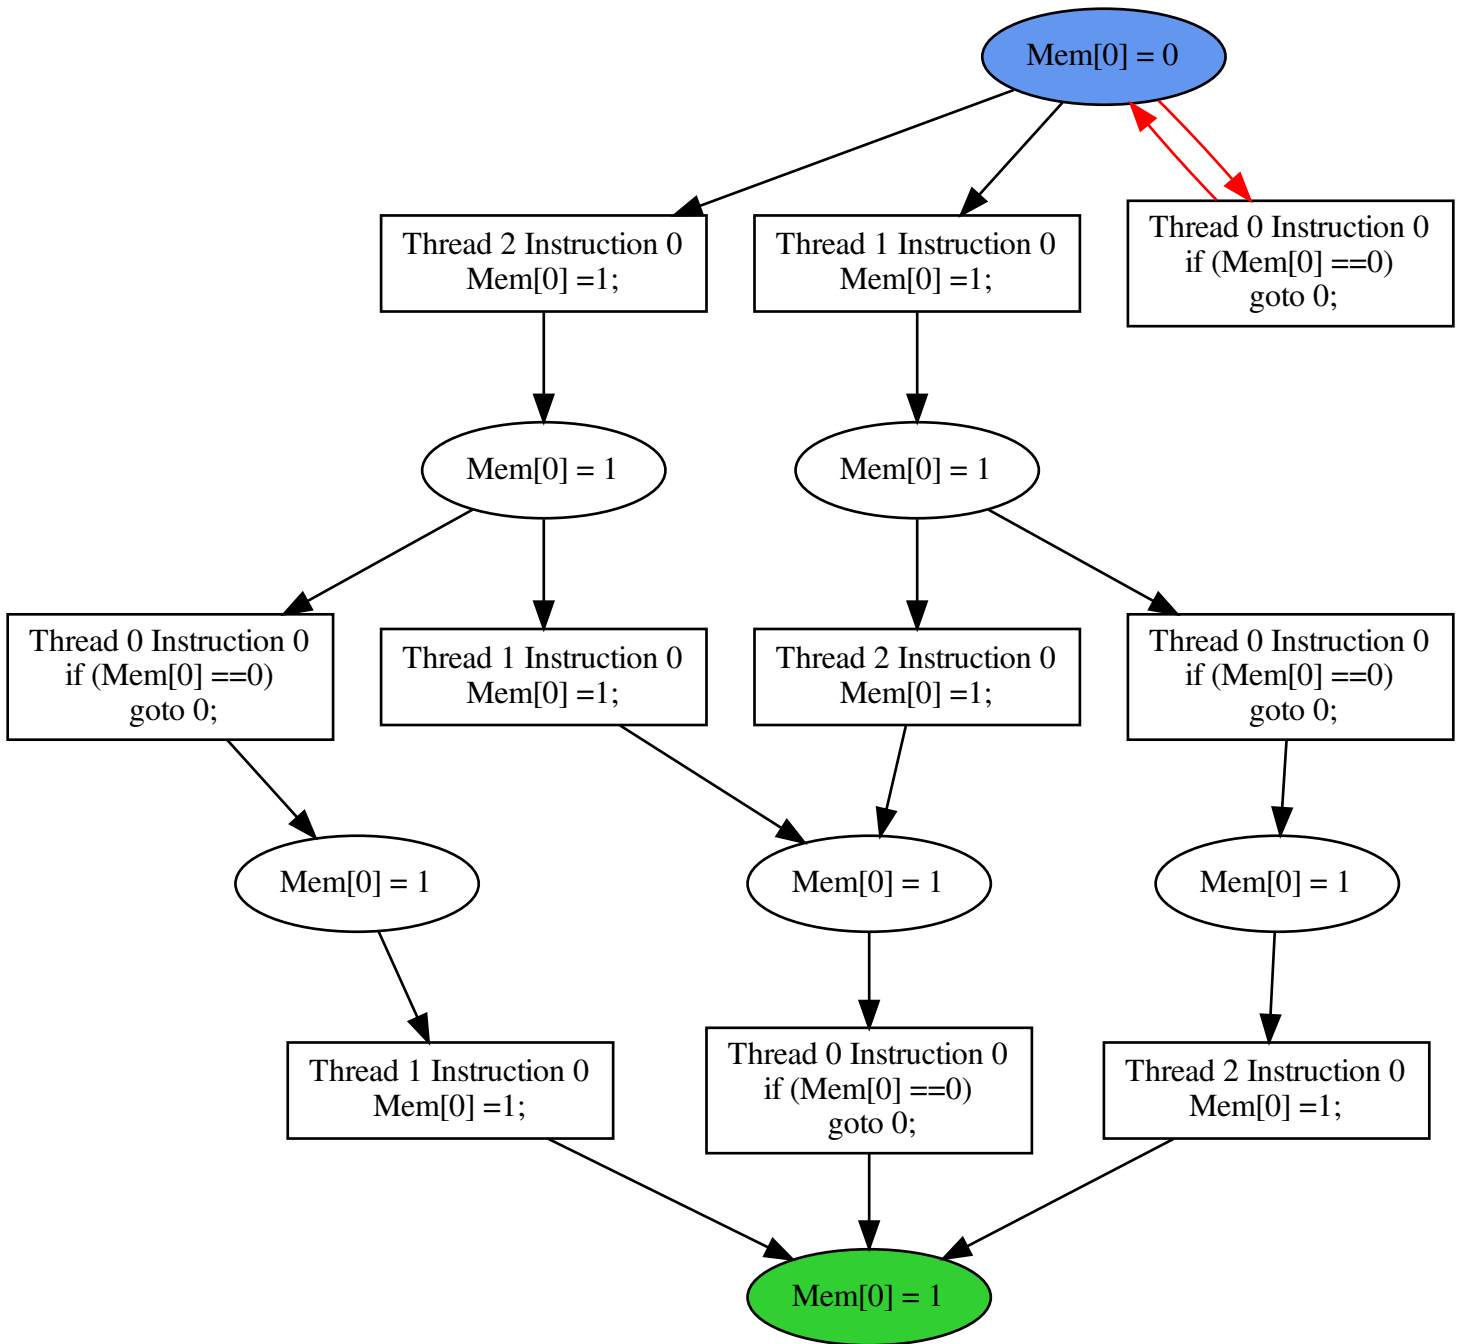 Mem[0] = 0
Thread 2 Instruction 0
Mem[0] =1;
Thread 1 Instruction 0
Mem[0] =1;
Thread 0 Instruction 0
if (Mem[0] ==0)
goto 0;
Mem[0] = 1
Mem[0] = 1
Thread 0 Instruction 0
if (Mem[0] ==0)
goto 0;
Thread 1 Instruction 0
Mem[0] =1;
Thread 2 Instruction 0
Mem[0] =1;
Thread 0 Instruction 0
if (Mem[0] ==0)
goto 0;
Mem[0] = 1
Mem[0] = 1
Mem[0] = 1
Thread 1 Instruction 0
Mem[0] =1;
Thread 0 Instruction 0
if (Mem[0] ==0)
goto 0;
Thread 2 Instruction 0
Mem[0] =1;
Mem[0] = 1